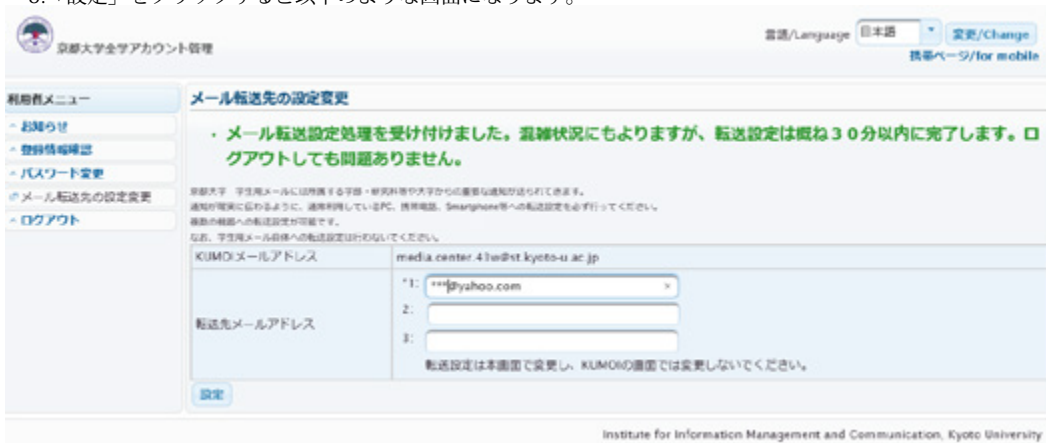 3.「設定」をクリックすると以下のような画面になります。
京都大学全学アカウント管理
言語/Language 日本語 変更/Change
携帯ページ/for mobile
利用者メニュー
お知らせ
登録情報確認
パスワード変更
メール転送先の設定変更
ログアウト
メール転送先の設定変更
・メール転送設定処理を受け付けました。混雑状況にもよりますが、転送設定は概ね30分以内に完了します。ロ
グアウトしても問題ありません。
京都大学 学生用メールには所属する学部・研究科等や大学からの重要な通知が送られてきます。
通知が確実に伝わるように、通常利用しているPC、携帯電話、Smartphone等への転送設定を必ず行ってください。
複数の機器への転送設定が可能です。
なお、学生用メール自体への転送設定は行わないでください。
KUMOIメールアドレス media.center.41w@st.kyoto-u.ac.jp
転送先メールアドレス
*1: ***@yahoo.com ×
2:
3:
転送設定は本画面で変更し、KUMOIの画面では変更しないでください。
設定
Institute for Information Management and Communication, Kyoto University